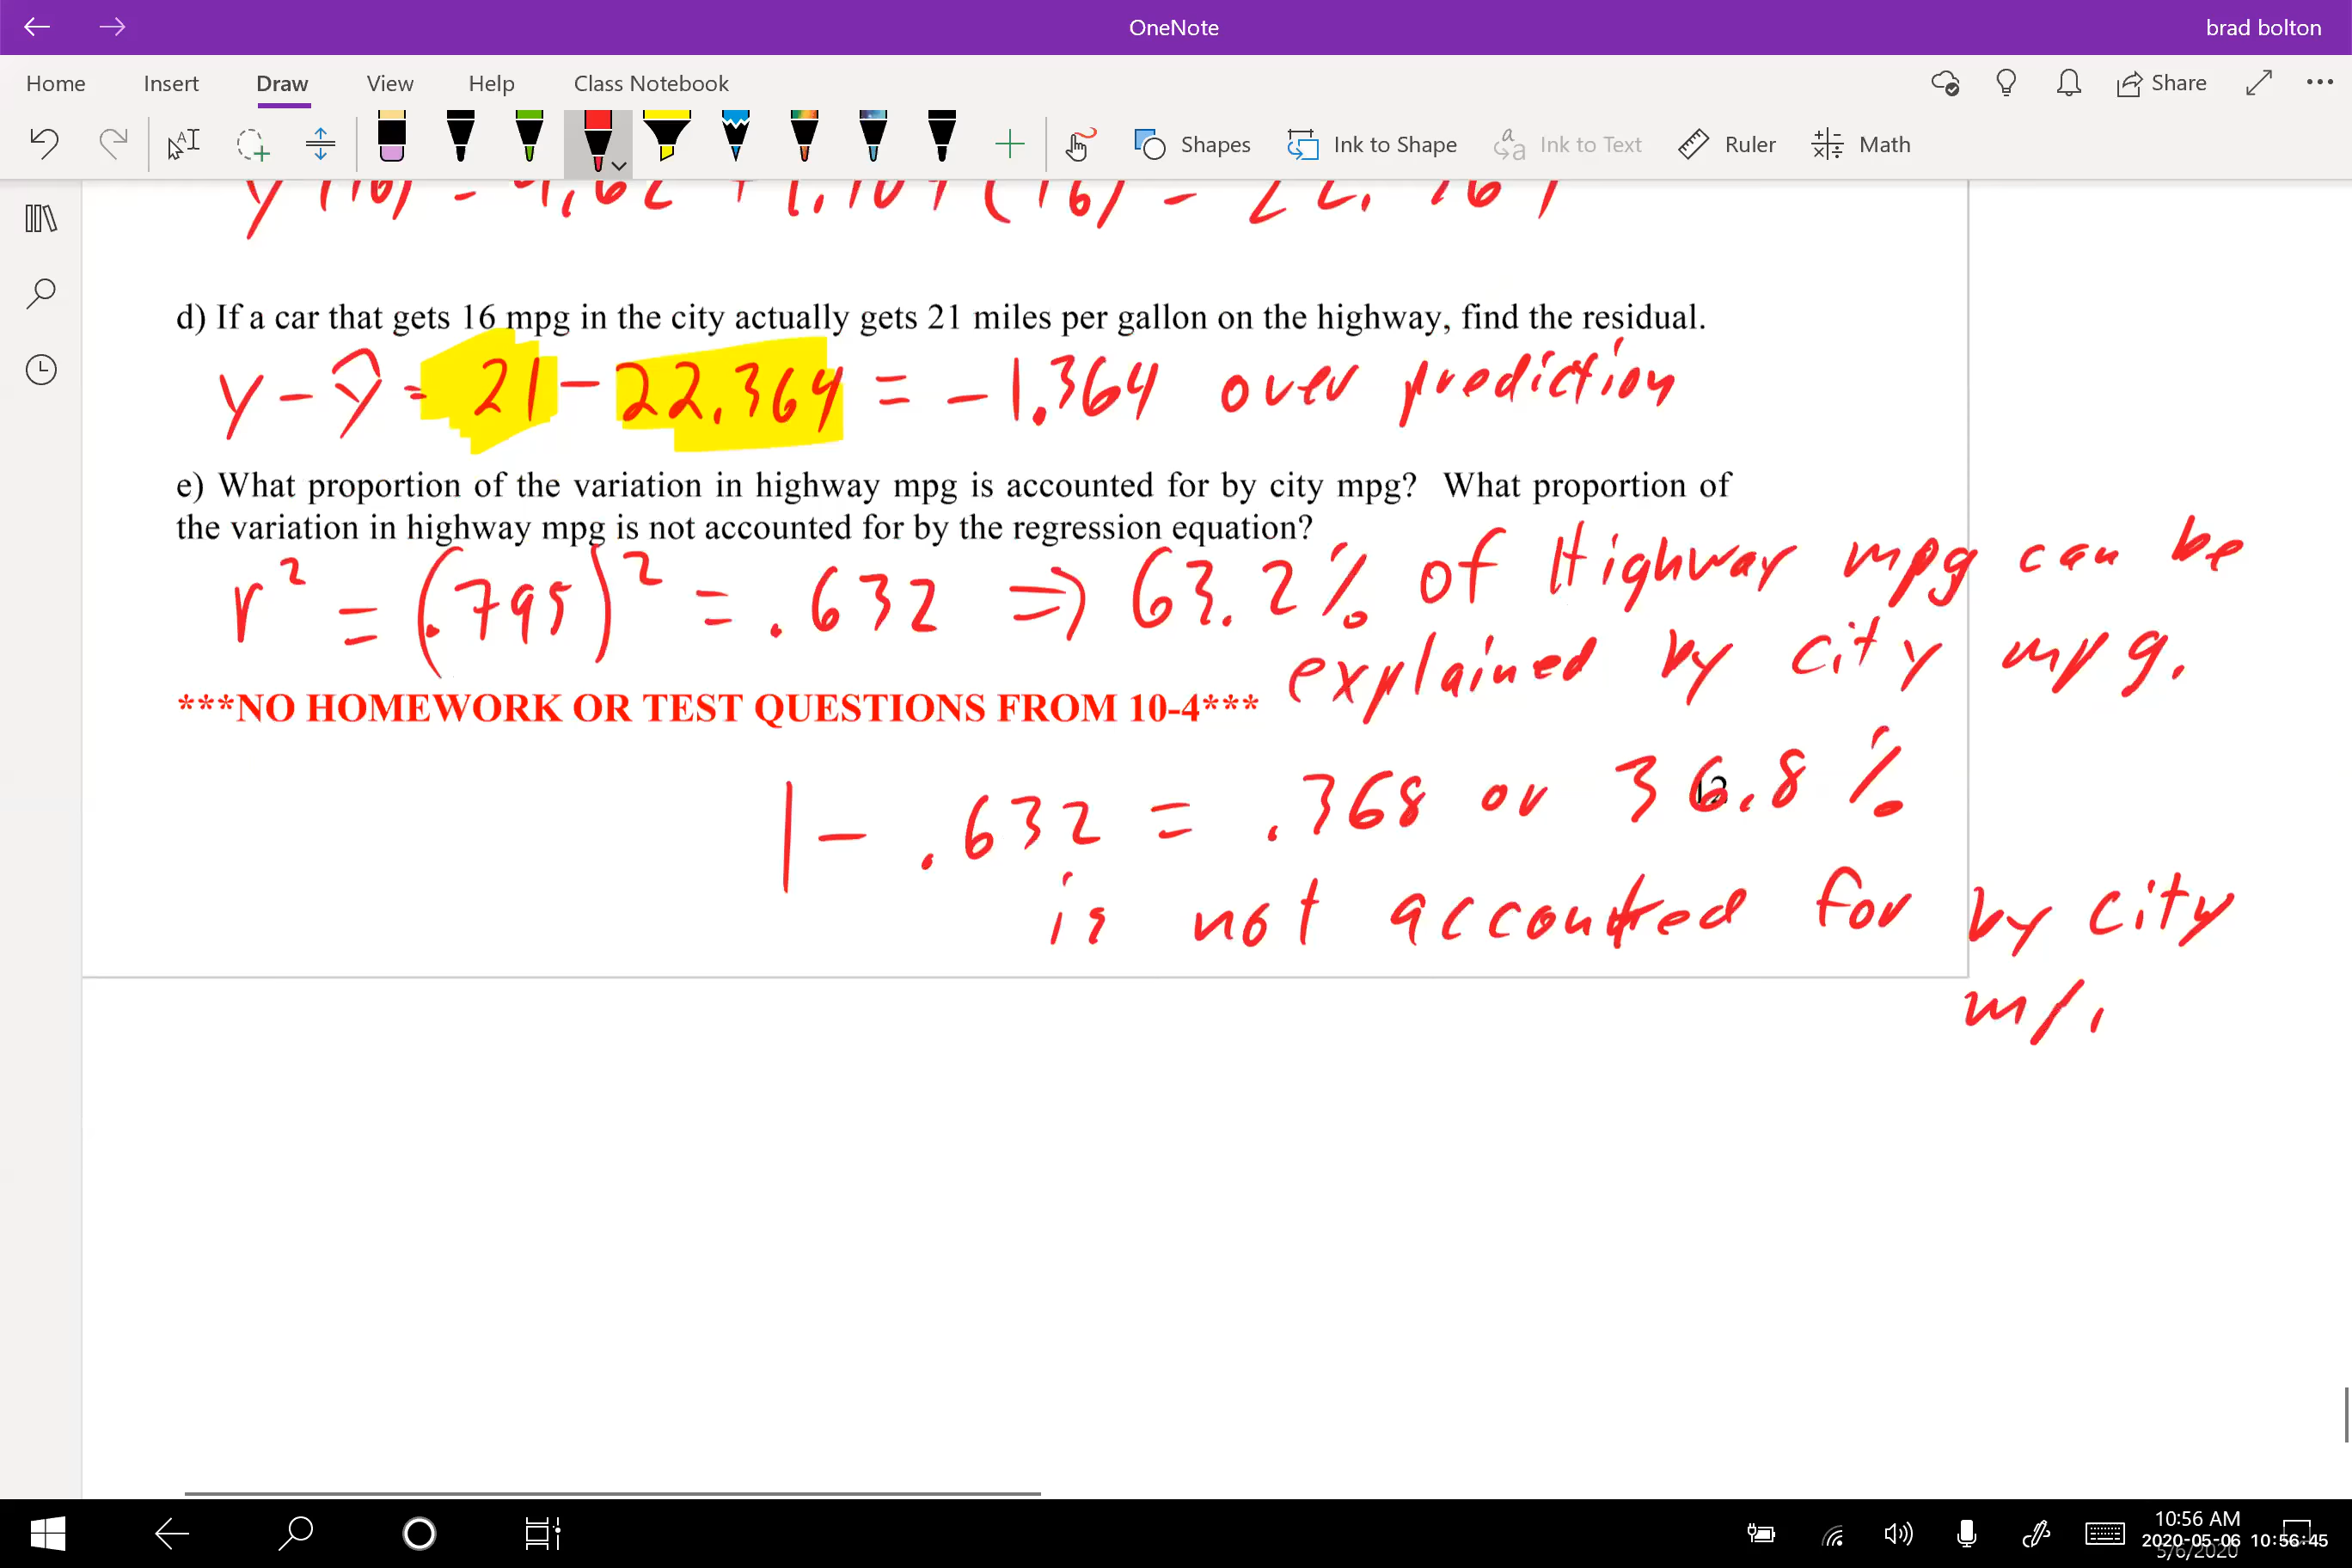 OneNote
brad bolton
Home Insert Draw View Help Class Notebook
Share
Shapes Ink to Shape Ink to Text Ruler Math
d) If a car that gets 16 mpg in the city actually gets 21 miles per gallon on the highway, find the residual.
y - ŷ = 21 - 22.364 = -1.364 over prediction
e) What proportion of the variation in highway mpg is accounted for by city mpg? What proportion of
the variation in highway mpg is not accounted for by the regression equation?
r² = (.795)² = .632 ⇒ 63.2% of Highway mpg can be
explained by city mpg.
***NO HOMEWORK OR TEST QUESTIONS FROM 10-4***
1 - .632 = .368 or 36.8%
12
is not accounted for by city
10:56 AM
2020-05-06 10:56:45
5/6/2020